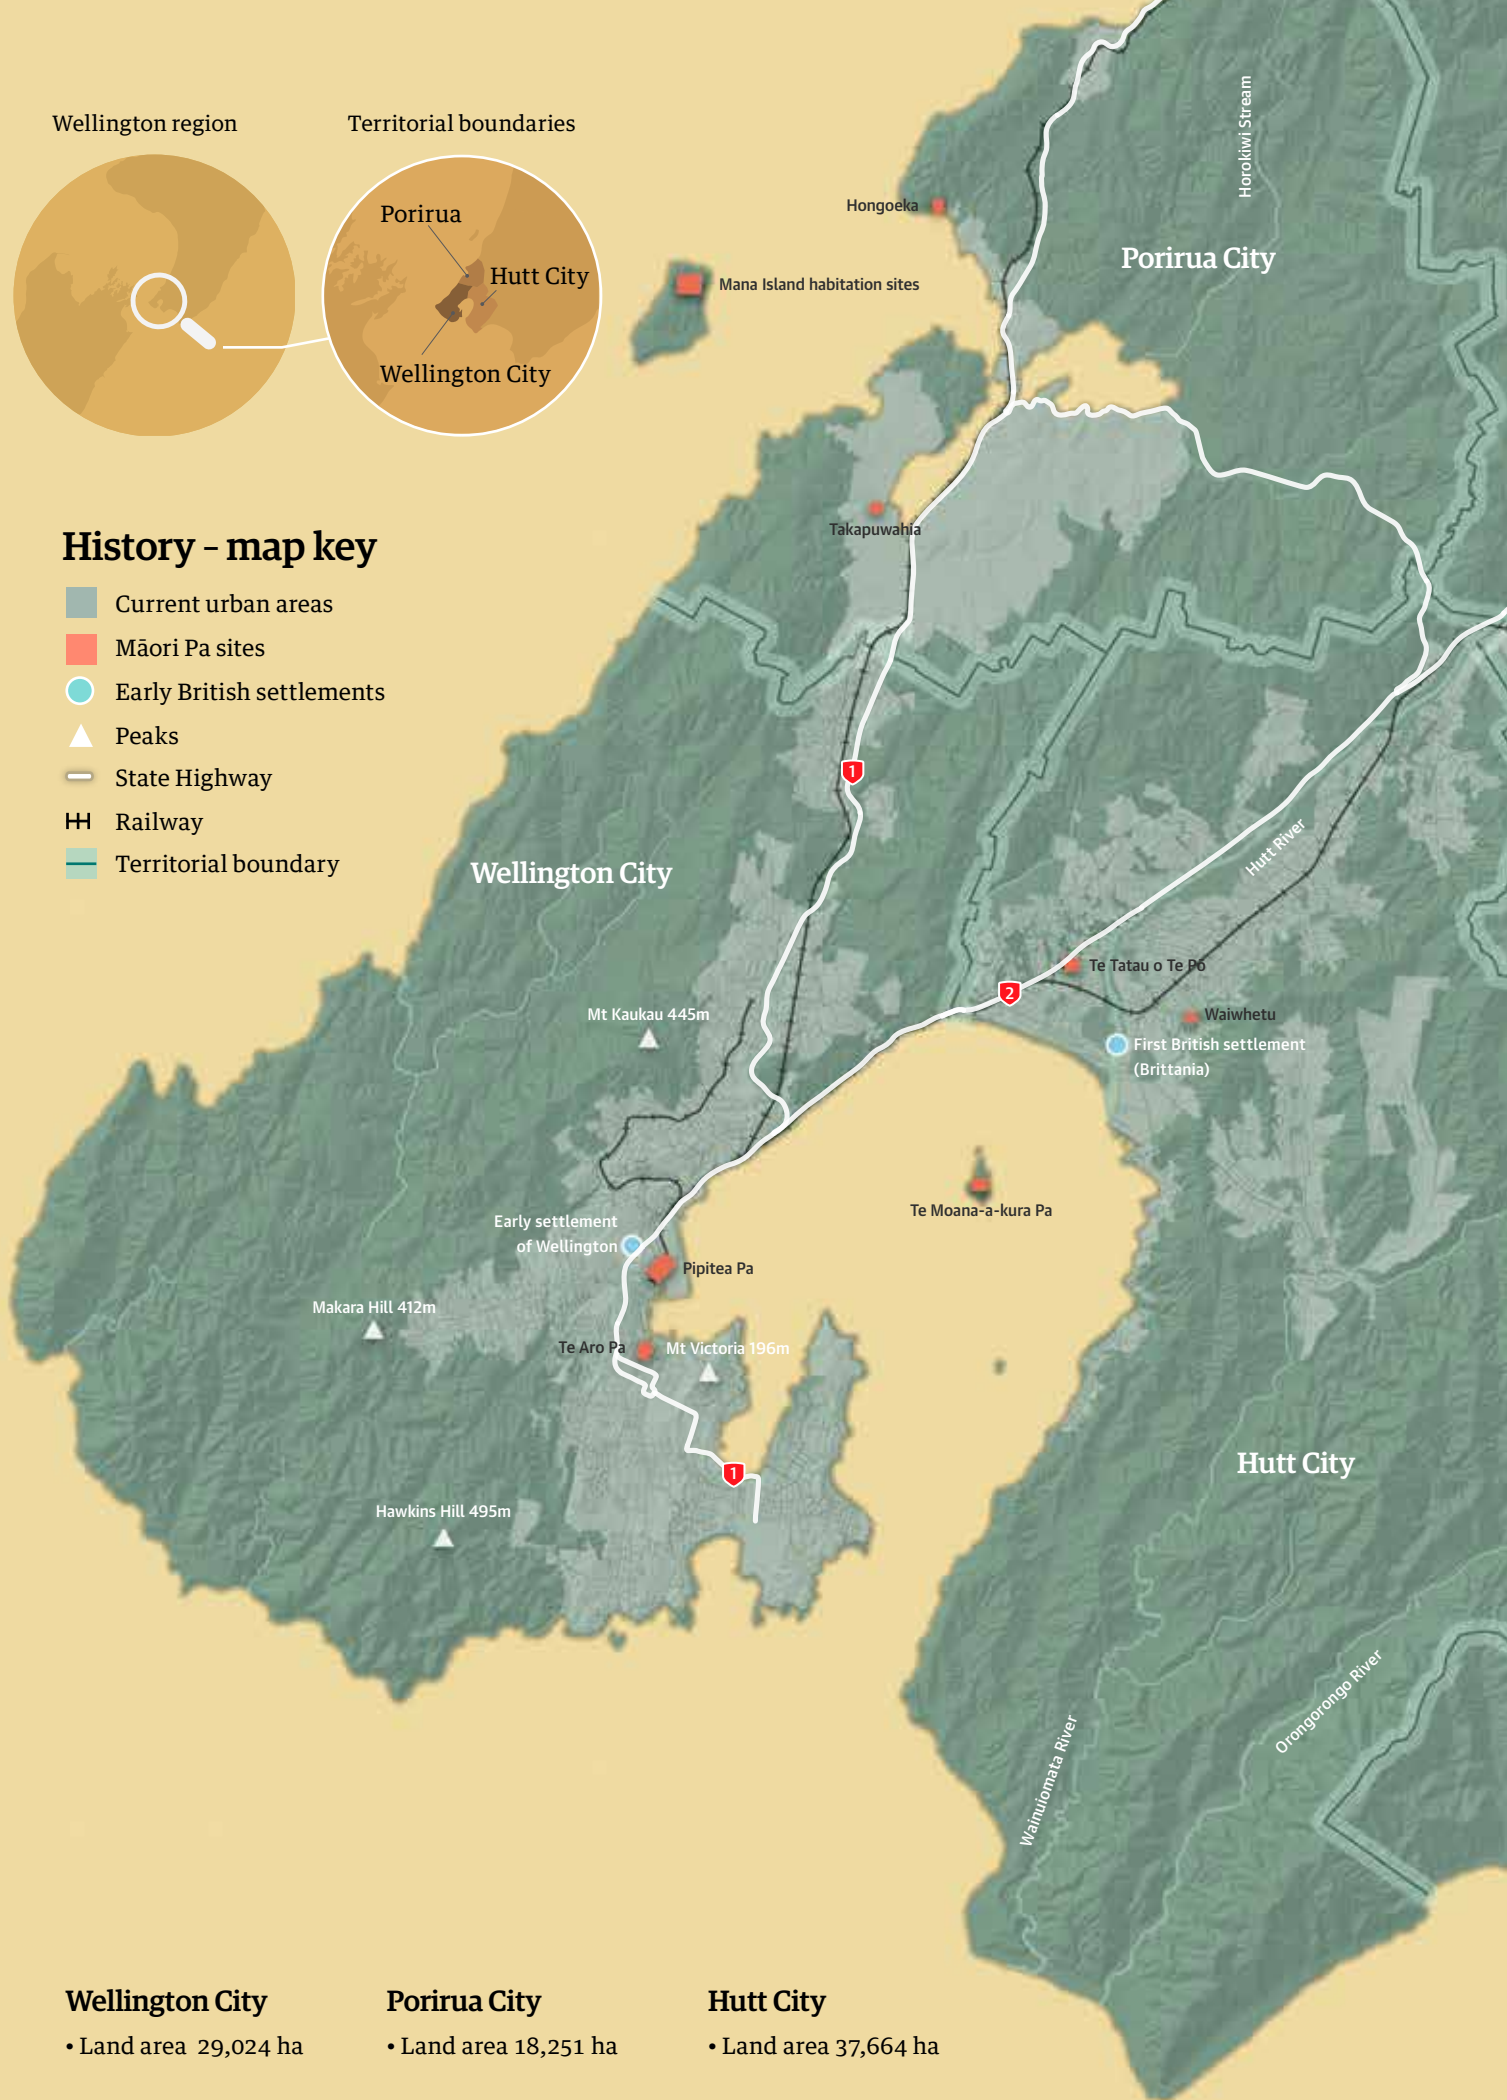 Wellington region
Territorial boundaries
Porirua
Hutt City
Wellington City
History – map key
Current urban areas
Māori Pa sites
Early British settlements
Peaks
State Highway
Railway
Territorial boundary
Horokiwi Stream
Hongoeka
Porirua City
Mana Island habitation sites
Takapuwahia
1
Hutt River
Wellington City
Te Tatau o Te Pō
2
Mt Kaukau 445m
Waiwhetu
First British settlement
(Brittania)
Te Moana-a-kura Pa
Early settlement
of Wellington
Pipitea Pa
Makara Hill 412m
Te Aro Pa
Mt Victoria 196m
1
Hutt City
Hawkins Hill 495m
Orongorongo River
Wainuiomata River
Wellington City
• Land area 29,024 ha
Porirua City
• Land area 18,251 ha
Hutt City
• Land area 37,664 ha